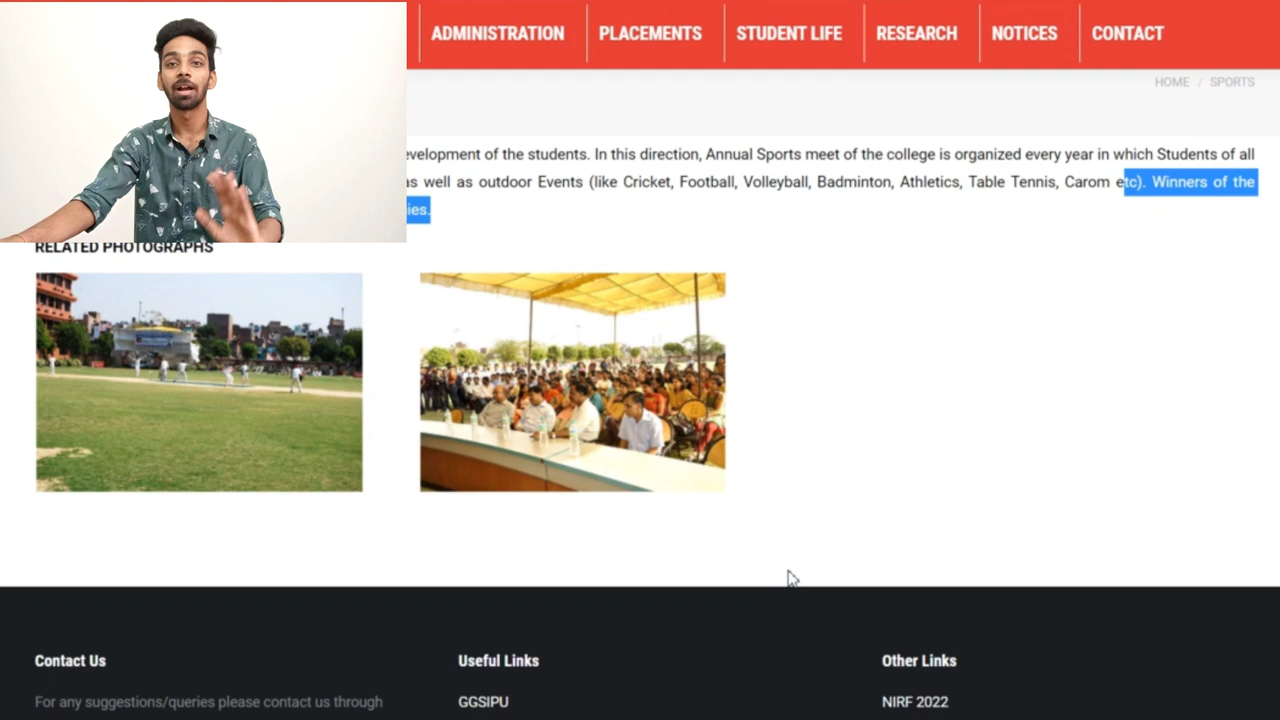 ADMINISTRATION
PLACEMENTS
STUDENT LIFE
RESEARCH
NOTICES
CONTACT
HOME / SPORTS
evelopment of the students. In this direction, Annual Sports meet of the college is organized every year in which Students of all
as well as outdoor Events (like Cricket, Football, Volleyball, Badminton, Athletics, Table Tennis, Carom etc). Winners of the
ies.
RELATED PHOTOGRAPHS
Contact Us
For any suggestions/queries please contact us through
Useful Links
GGSIPU
Other Links
NIRF 2022